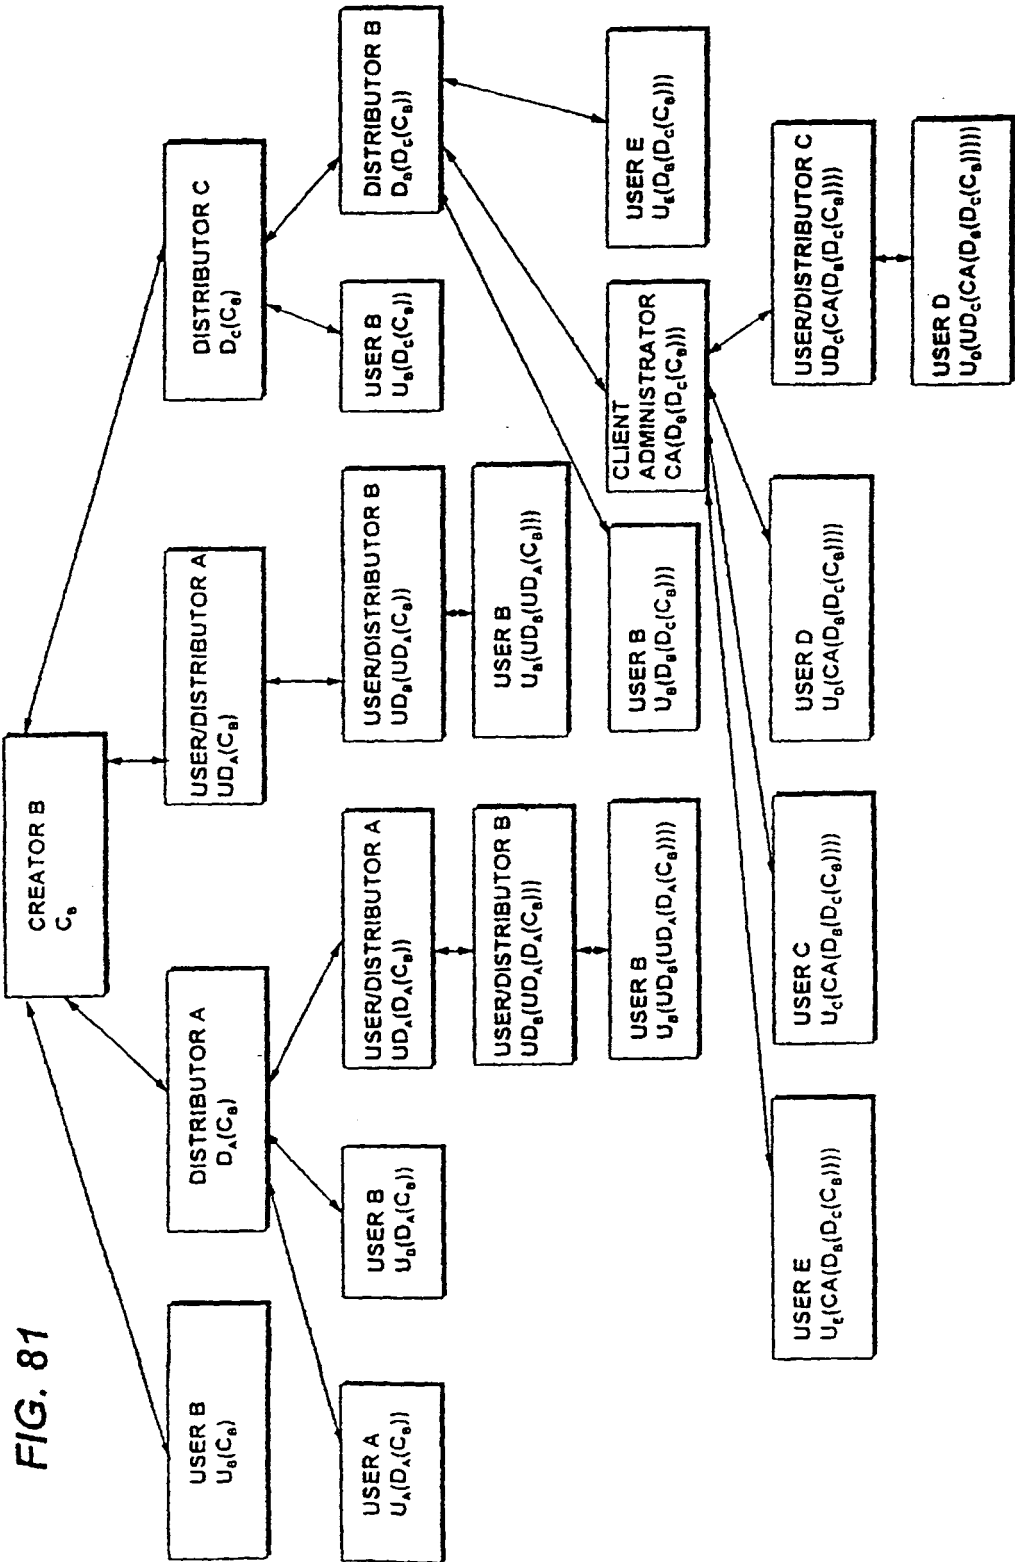 FIG. 81
CREATOR B
C_B
USER B
U_B(C_B)
DISTRIBUTOR A
D_A(C_B)
USER/DISTRIBUTOR A
UD_A(C_B)
DISTRIBUTOR C
D_C(C_B)
USER A
U_A(D_A(C_B))
USER B
U_B(D_A(C_B))
USER/DISTRIBUTOR A
UD_A(D_A(C_B))
USER/DISTRIBUTOR B
UD_B(UD_A(C_B))
USER B
U_B(D_C(C_B))
DISTRIBUTOR B
D_B(D_C(C_B))
USER/DISTRIBUTOR B
UD_B(UD_A(D_A(C_B)))
USER B
U_B(UD_B(UD_A(C_B)))
USER B
U_B(UD_B(UD_A(D_A(C_B))))
USER B
U_B(D_B(D_C(C_B)))
CLIENT
ADMINISTRATOR
CA(D_B(D_C(C_B)))
USER E
U_E(D_B(D_C(C_B)))
USER E
U_E(CA(D_B(D_C(C_B))))
USER C
U_C(CA(D_B(D_C(C_B))))
USER D
U_D(CA(D_B(D_C(C_B))))
USER/DISTRIBUTOR C
UD_C(CA(D_B(D_C(C_B))))
USER D
U_D(UD_C(CA(D_B(D_C(C_B)))))